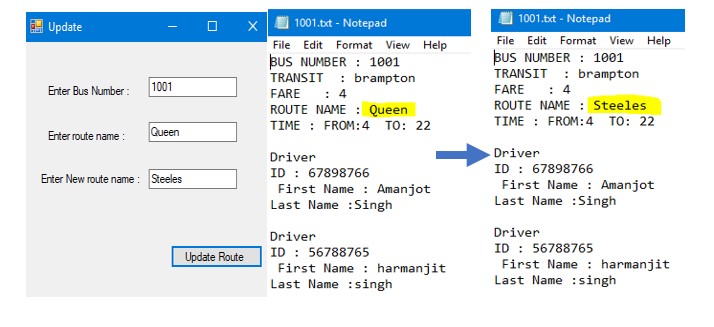 Update
Enter Bus Number :
1001
Enter route name :
Queen
Enter New route name :
Steeles
Update Route
1001.txt - Notepad
File Edit Format View Help
BUS NUMBER : 1001
TRANSIT : brampton
FARE : 4
ROUTE NAME : Queen
TIME : FROM:4 TO: 22
Driver
ID : 67898766
First Name : Amanjot
Last Name :Singh
Driver
ID : 56788765
First Name : harmanjit
Last Name :singh
1001.txt - Notepad
File Edit Format View Help
BUS NUMBER : 1001
TRANSIT : brampton
FARE : 4
ROUTE NAME : Steeles
TIME : FROM:4 TO: 22
Driver
ID : 67898766
First Name : Amanjot
Last Name :Singh
Driver
ID : 56788765
First Name : harmanjit
Last Name :singh